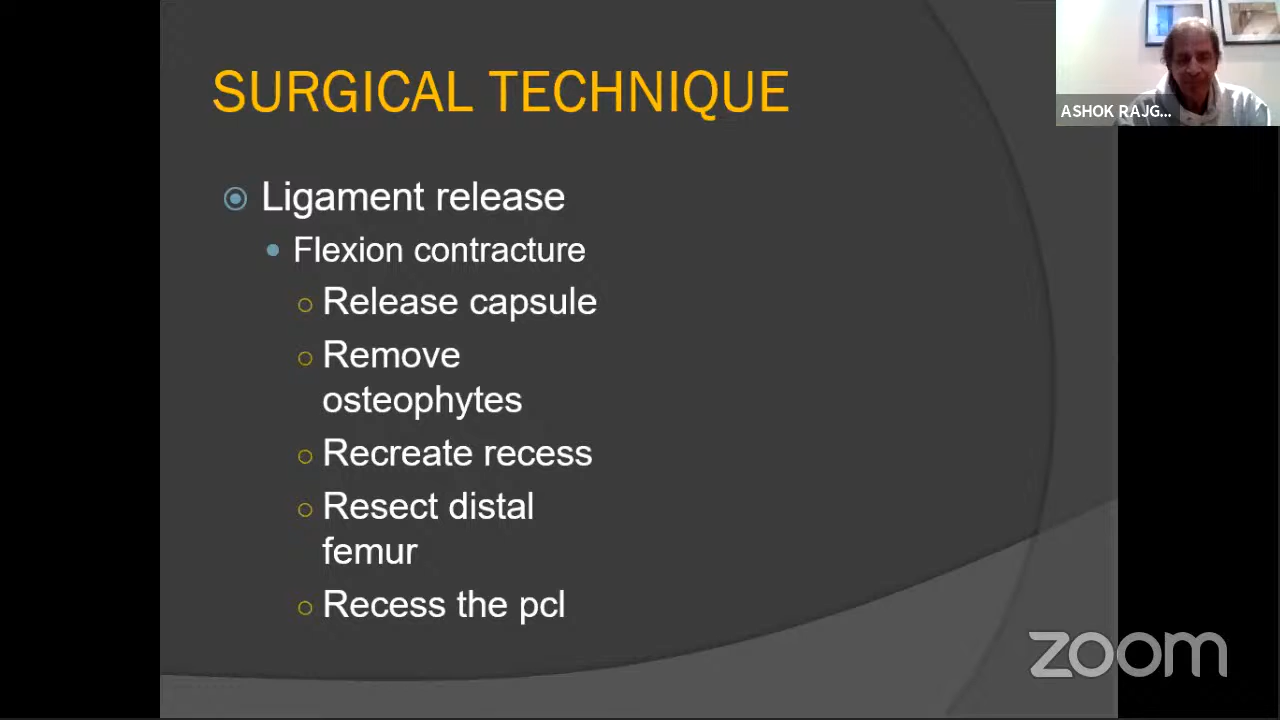 SURGICAL TECHNIQUE
Ligament release
Flexion contracture
Release capsule
Remove
osteophytes
Recreate recess
Resect distal
femur
Recess the pcl
ASHOK RAJG...
zoom